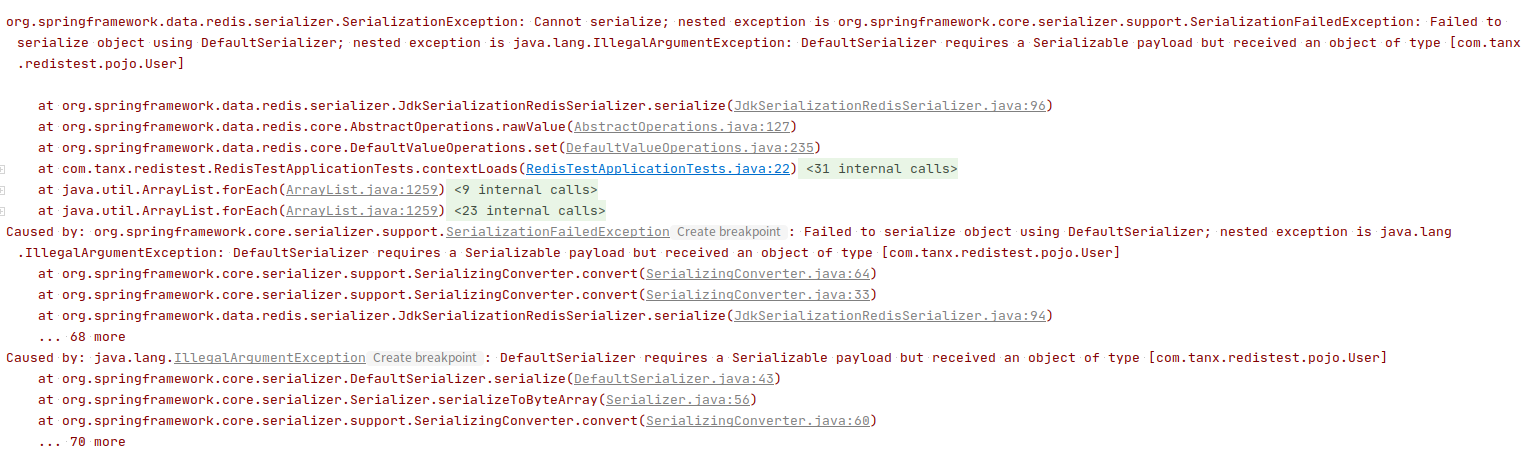 org.springframework.data.redis.serializer.SerializationException: Cannot serialize; nested exception is org.springframework.core.serializer.support.SerializationFailedException: Failed to
serialize object using DefaultSerializer; nested exception is java.lang.IllegalArgumentException: DefaultSerializer requires a Serializable payload but received an object of type [com.tanx
.redistest.pojo.User]
at org.springframework.data.redis.serializer.JdkSerializationRedisSerializer.serialize(JdkSerializationRedisSerializer.java:96)
at org.springframework.data.redis.core.AbstractOperations.rawValue(AbstractOperations.java:127)
at org.springframework.data.redis.core.DefaultValueOperations.set(DefaultValueOperations.java:235)
at com.tanx.redistest.RedisTestApplicationTests.contextLoads(RedisTestApplicationTests.java:22) <31 internal calls>
at java.util.ArrayList.forEach(ArrayList.java:1259) <9 internal calls>
at java.util.ArrayList.forEach(ArrayList.java:1259) <23 internal calls>
Caused by: org.springframework.core.serializer.support.SerializationFailedException Create breakpoint : Failed to serialize object using DefaultSerializer; nested exception is java.lang
.IllegalArgumentException: DefaultSerializer requires a Serializable payload but received an object of type [com.tanx.redistest.pojo.User]
at org.springframework.core.serializer.support.SerializingConverter.convert(SerializingConverter.java:64)
at org.springframework.core.serializer.support.SerializingConverter.convert(SerializingConverter.java:33)
at org.springframework.data.redis.serializer.JdkSerializationRedisSerializer.serialize(JdkSerializationRedisSerializer.java:94)
... 68 more
Caused by: java.lang.IllegalArgumentException Create breakpoint : DefaultSerializer requires a Serializable payload but received an object of type [com.tanx.redistest.pojo.User]
at org.springframework.core.serializer.DefaultSerializer.serialize(DefaultSerializer.java:43)
at org.springframework.core.serializer.Serializer.serializeToByteArray(Serializer.java:56)
at org.springframework.core.serializer.support.SerializingConverter.convert(SerializingConverter.java:60)
... 70 more